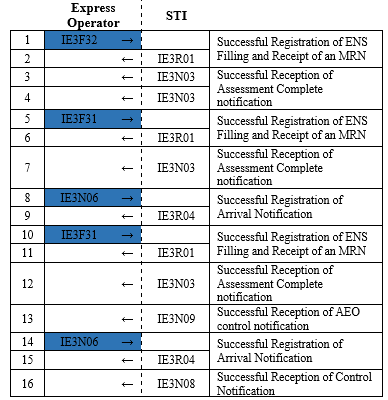 Express
Operator
STI
1 IE3F32 → Successful Registration of ENS
Filling and Receipt of an MRN
2 ← IE3R01
3 ← IE3N03 Successful Reception of
Assessment Complete
notification
4 ← IE3N03
5 IE3F31 → Successful Registration of ENS
Filling and Receipt of an MRN
6 ← IE3R01
7 ← IE3N03 Successful Reception of
Assessment Complete
notification
8 IE3N06 → Successful Registration of
Arrival Notification
9 ← IE3R04
10 IE3F31 → Successful Registration of ENS
Filling and Receipt of an MRN
11 ← IE3R01
12 ← IE3N03 Successful Reception of
Assessment Complete
notification
13 ← IE3N09 Successful Reception of AEO
control notification
14 IE3N06 → Successful Registration of
Arrival Notification
15 ← IE3R04
16 ← IE3N08 Successful Reception of Control
Notification